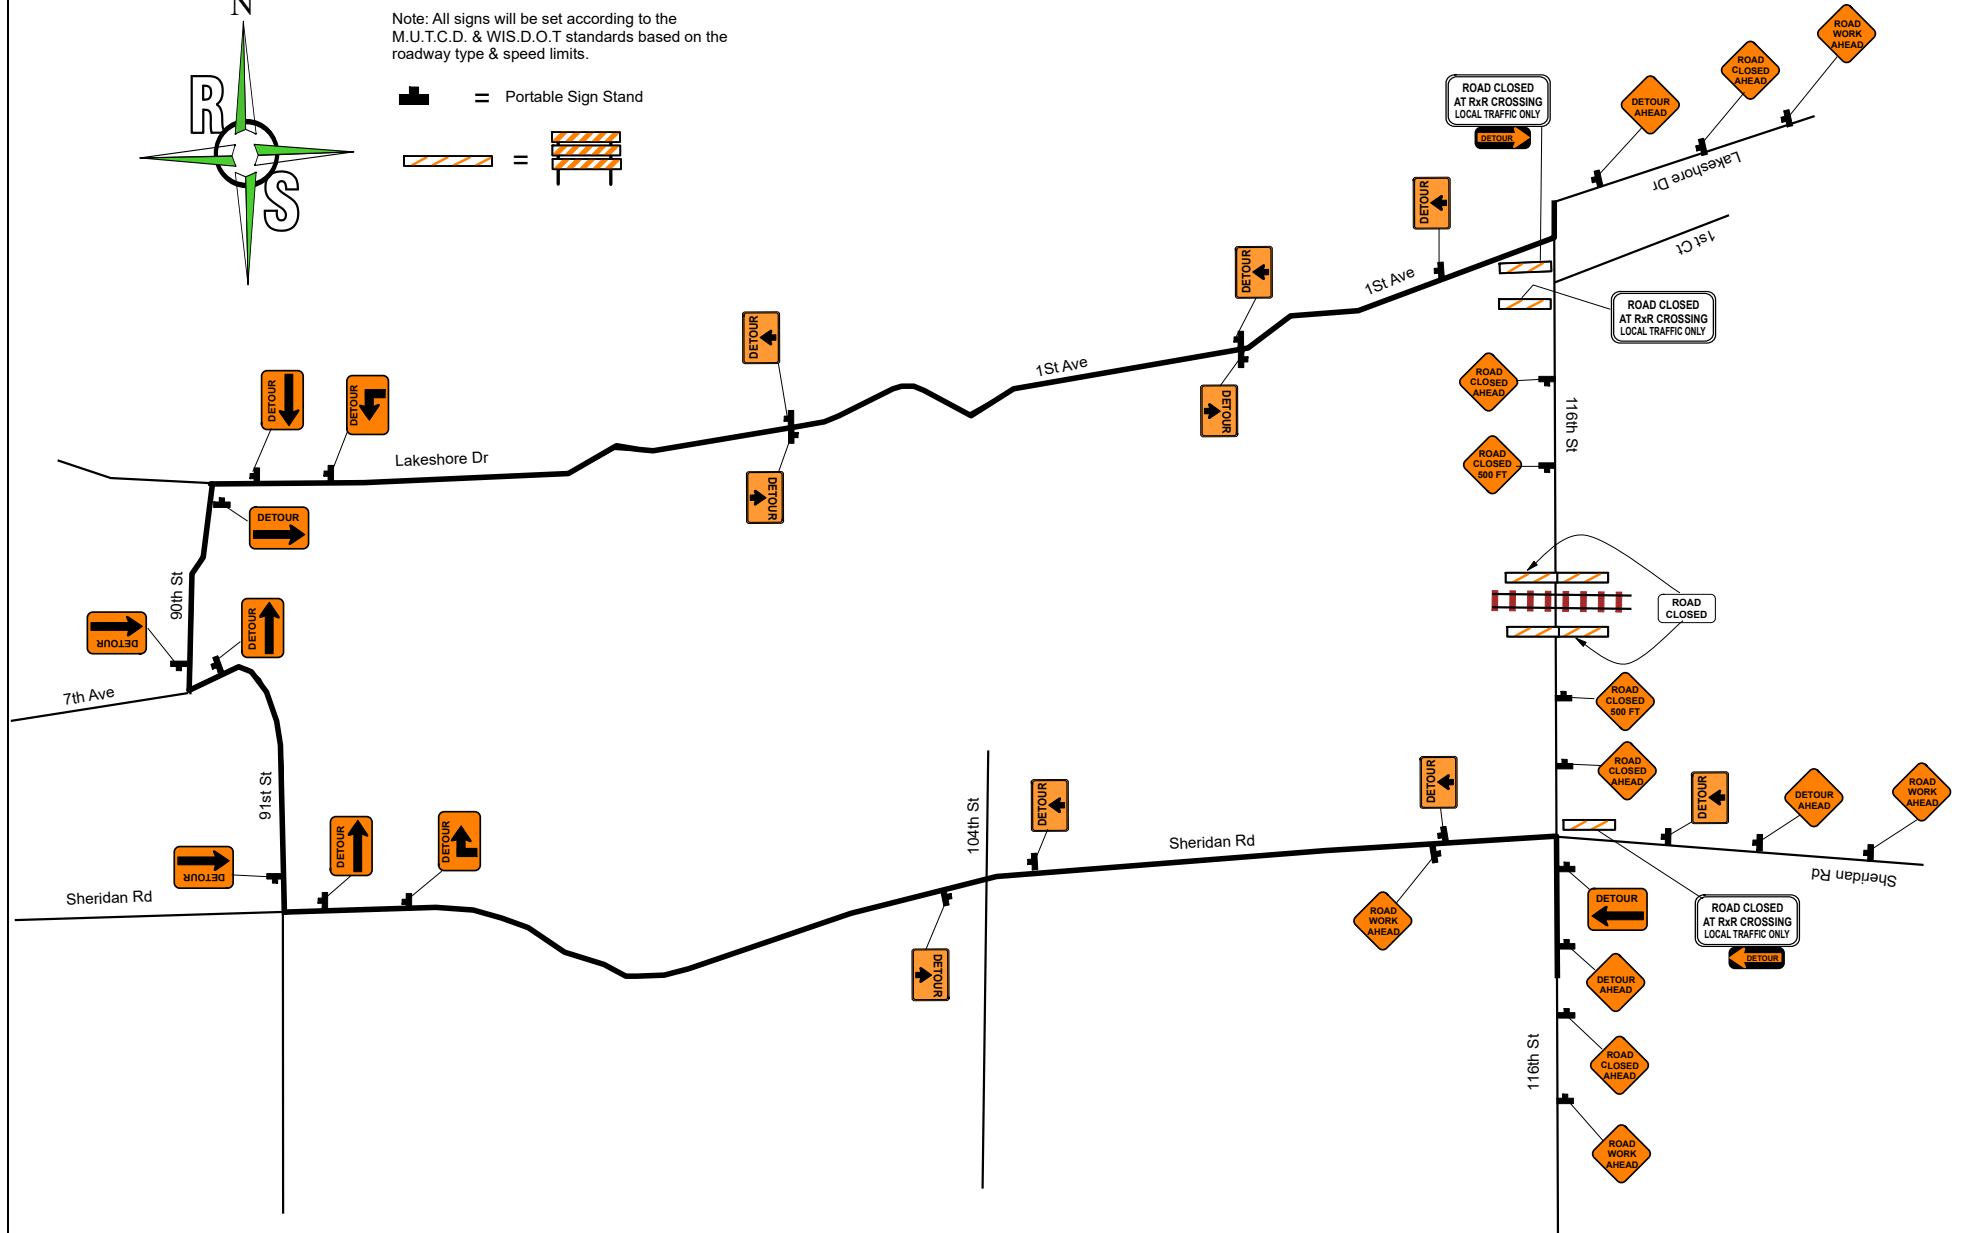 N
R
S
Note: All signs will be set according to the
M.U.T.C.D. & WIS.D.O.T standards based on the
roadway type & speed limits.
= Portable Sign Stand
=
ROAD
WORK
AHEAD
ROAD
CLOSED
AHEAD
DETOUR
AHEAD
ROAD CLOSED
AT RxR CROSSING
LOCAL TRAFFIC ONLY
DETOUR
Lakeshore Dr
1st Ct
DETOUR
1St Ave
DETOUR
ROAD CLOSED
AT RxR CROSSING
LOCAL TRAFFIC ONLY
DETOUR
1St Ave
DETOUR
ROAD
CLOSED
AHEAD
116th St
ROAD
CLOSED
500 FT
DETOUR
DETOUR
Lakeshore Dr
DETOUR
DETOUR
90th St
DETOUR
DETOUR
7th Ave
ROAD
CLOSED
ROAD
CLOSED
500 FT
ROAD
CLOSED
AHEAD
91st St
104th St
DETOUR
DETOUR
DETOUR
DETOUR
AHEAD
ROAD
WORK
AHEAD
Sheridan Rd
DETOUR
DETOUR
DETOUR
Sheridan Rd
Sheridan Rd
DETOUR
ROAD
WORK
AHEAD
DETOUR
ROAD CLOSED
AT RxR CROSSING
LOCAL TRAFFIC ONLY
DETOUR
DETOUR
AHEAD
116th St
ROAD
CLOSED
AHEAD
ROAD
WORK
AHEAD